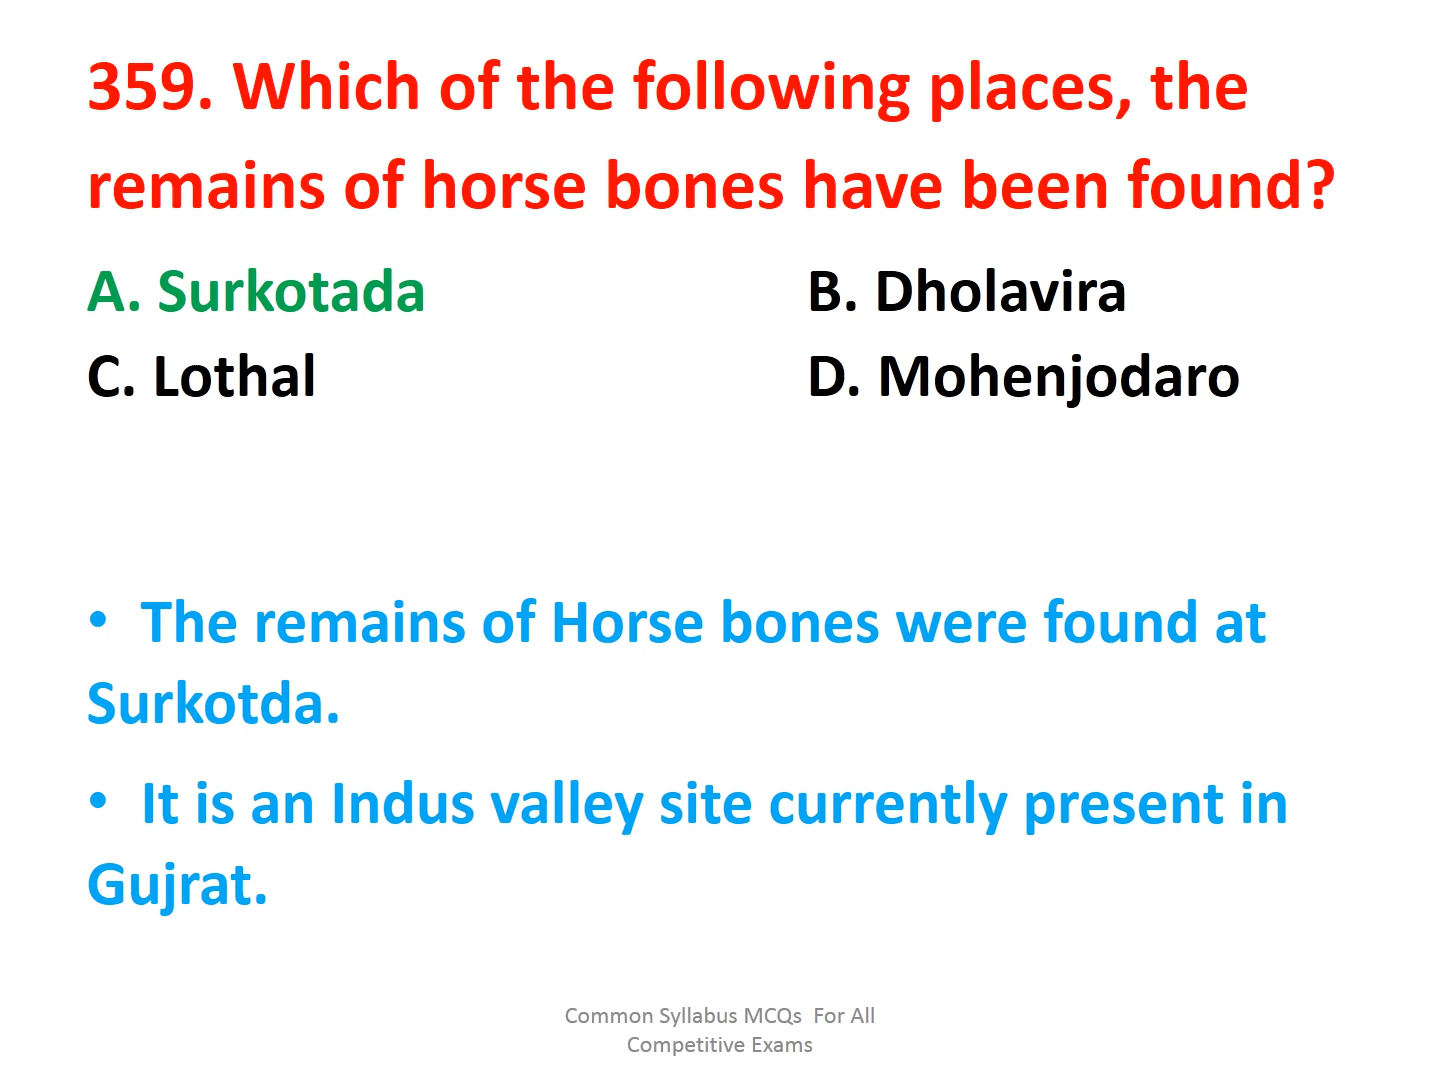 359. Which of the following places, the
remains of horse bones have been found?
A. Surkotada B. Dholavira
C. Lothal D. Mohenjodaro
• The remains of Horse bones were found at
Surkotda.
• It is an Indus valley site currently present in
Gujrat.
Common Syllabus MCQs For All
Competitive Exams